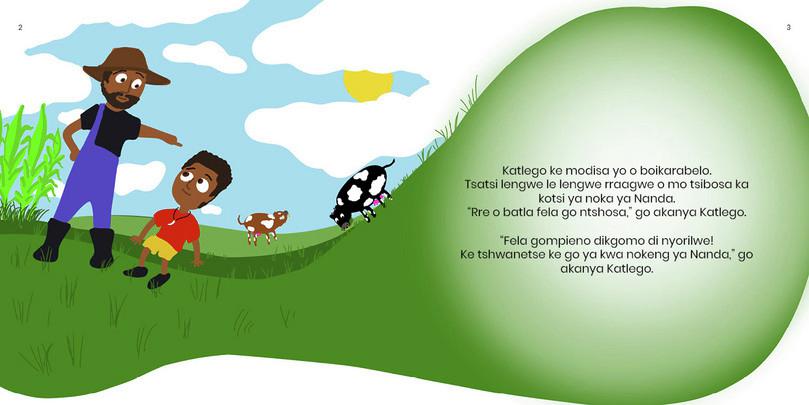 2
3
Katlego ke modisa yo o boikarabelo.
Tsatsi lengwe le lengwe rraagwe o mo tsibosa ka
kotsi ya noka ya Nanda.
“Rre o batla fela go ntshosa,” go akanya Katlego.
“Fela gompieno dikgomo di nyorilwe!
Ke tshwanetse ke go ya kwa nokeng ya Nanda,” go
akanya Katlego.